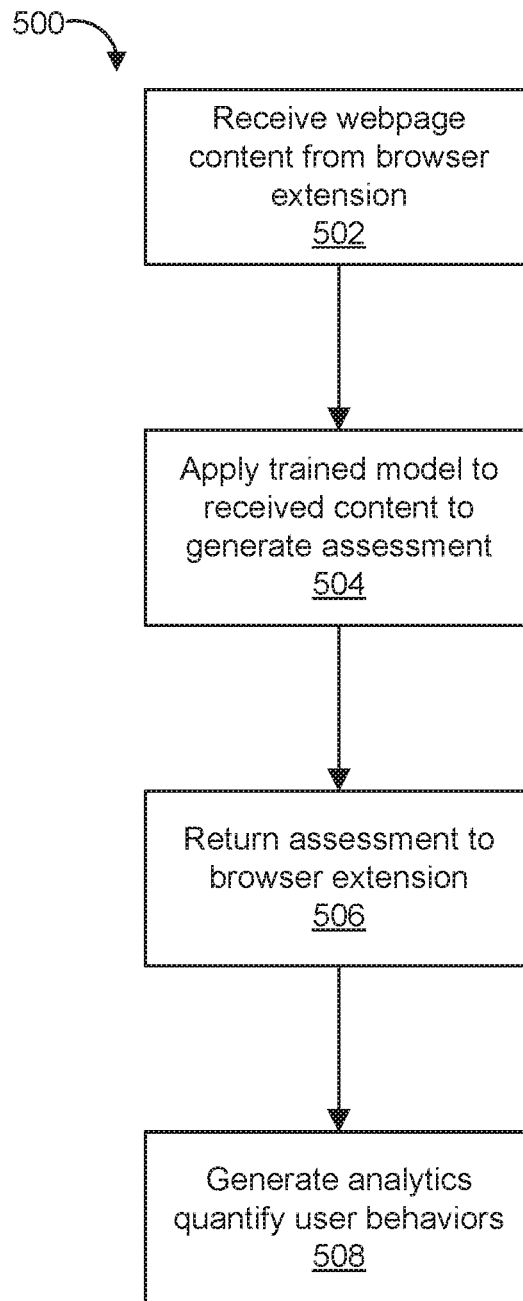 500
Receive webpage
content from browser
extension
502
Apply trained model to
received content to
generate assessment
504
Return assessment to
browser extension
506
Generate analytics
quantify user behaviors
508